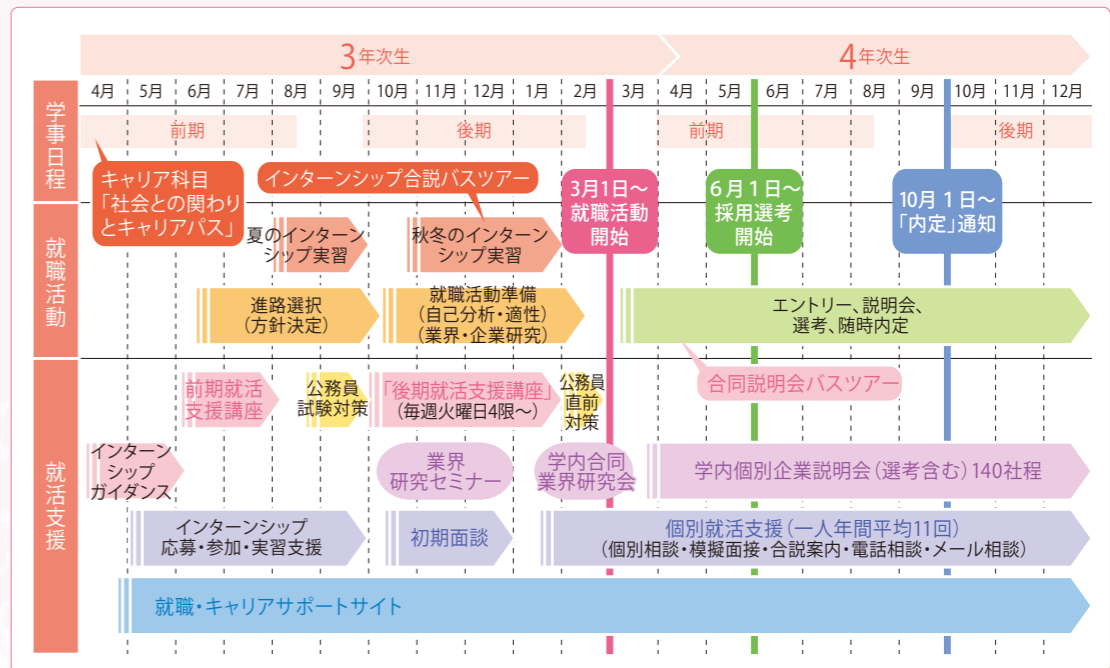 3年次生
4年次生
4月 5月 6月 7月 8月 9月 10月 11月 12月 1月 2月 3月 4月 5月 6月 7月 8月 9月 10月 11月 12月
学事日程
前期
後期
前期
後期
キャリア科目
「社会との関わり
とキャリアパス」
インターンシップ合説バスツアー
3月1日～
就職活動
開始
6月1日～
採用選考
開始
10月1日～
「内定」通知
就職活動
夏のインターン
シップ実習
秋冬のインターン
シップ実習
進路選択
（方針決定）
就職活動準備
（自己分析・適性）
（業界・企業研究）
エントリー、説明会、
選考、随時内定
合同説明会バスツアー
就活支援
前期就活
支援講座
公務員
試験対策
「後期就活支援講座」
（毎週火曜日4限～）
公務員
直前
対策
インターン
シップ
ガイダンス
業界
研究セミナー
学内合同
業界研究会
学内個別企業説明会（選考含む）140社程
インターンシップ
応募・参加・実習支援
初期面談
個別就活支援（一人年間平均11回）
（個別相談・模擬面接・合説案内・電話相談・メール相談）
就職・キャリアサポートサイト